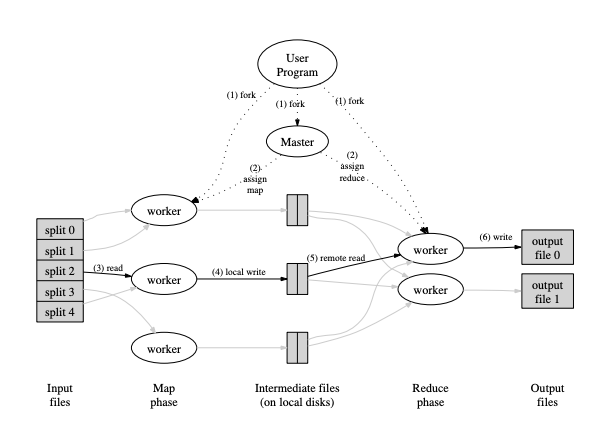 User
Program
(1) fork
(1) fork
(1) fork
Master
(2)
assign
map
(2)
assign
reduce
worker
split 0
split 1
split 2
split 3
split 4
(3) read
worker
(4) local write
(5) remote read
worker
(6) write
output
file 0
worker
output
file 1
worker
Input
files
Map
phase
Intermediate files
(on local disks)
Reduce
phase
Output
files